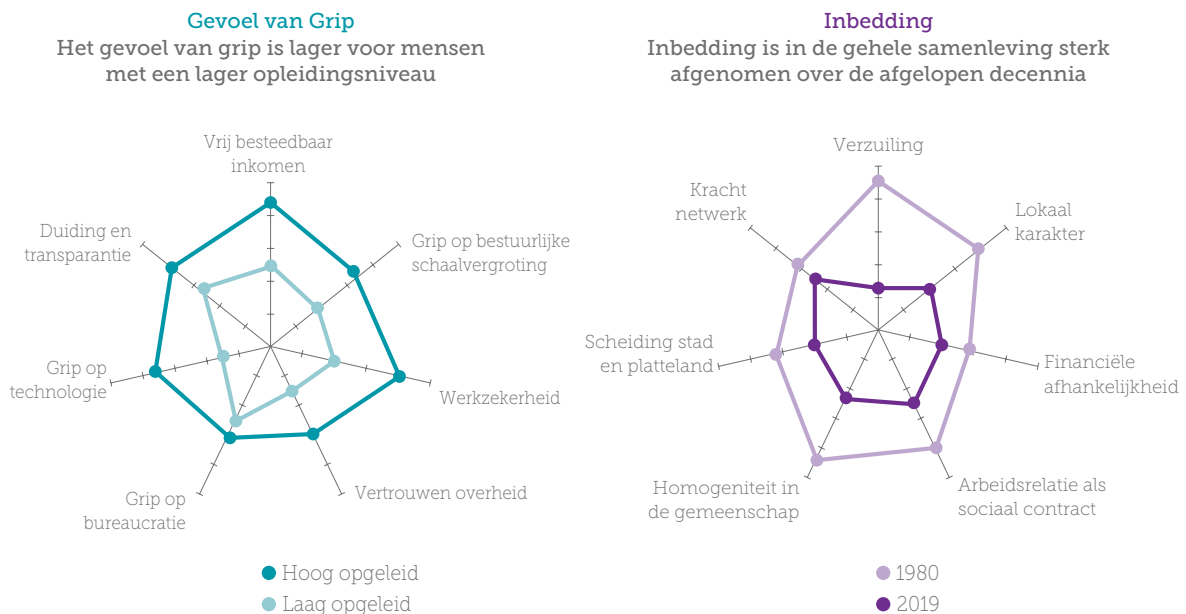 Gevoel van Grip
Het gevoel van grip is lager voor mensen
met een lager opleidingsniveau
Vrij besteedbaar
inkomen
Grip op bestuurlijke
schaalvergroting
Werkzekerheid
Vertrouwen overheid
Grip op
bureaucratie
Grip op
technologie
Duiding en
transparantie
Hoog opgeleid
Laag opgeleid
Inbedding
Inbedding is in de gehele samenleving sterk
afgenomen over de afgelopen decennia
Verzuiling
Lokaal
karakter
Financiële
afhankelijkheid
Arbeidsrelatie als
sociaal contract
Homogeniteit in
de gemeenschap
Scheiding stad
en platteland
Kracht
netwerk
1980
2019